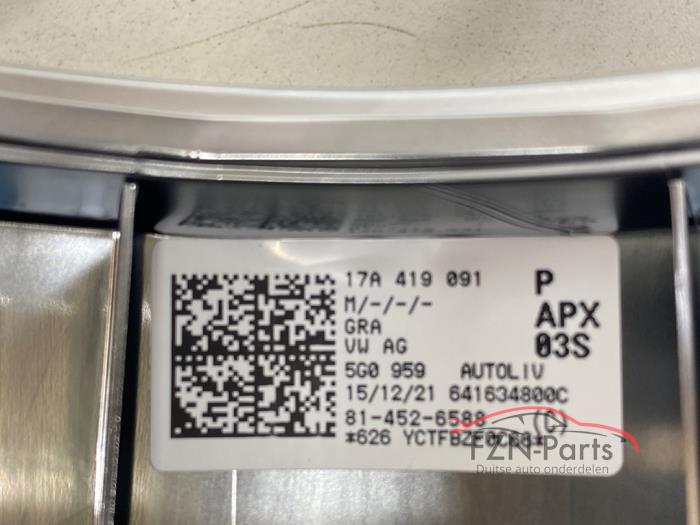 17A 419 091 P
M/-/-/- APX
GRA
VW AG 03S
5G0 959 AUTOLIV
15/12/21 641634800C
81-452-6588 (C)
*626
FZN-Parts
Duitse auto onderdelen